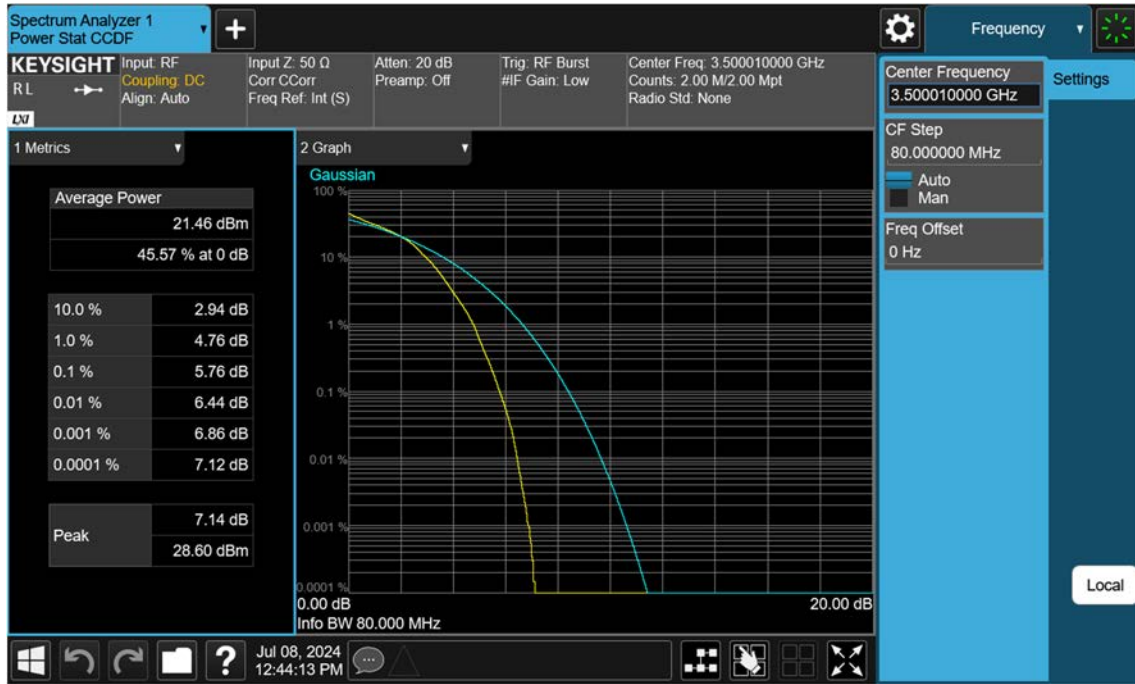 Spectrum Analyzer 1
Power Stat CCDF
Frequency
KEYSIGHT
R L
LXI
Input: RF
Coupling: DC
Align: Auto
Input Z: 50 Ω
Corr CCorr
Freq Ref: Int (S)
Atten: 20 dB
Preamp: Off
Trig: RF Burst
#IF Gain: Low
Center Freq: 3.500010000 GHz
Counts: 2.00 M/2.00 Mpt
Radio Std: None
Center Frequency
3.500010000 GHz
Settings
CF Step
80.000000 MHz
Auto
Man
Freq Offset
0 Hz
Local
1 Metrics
Average Power
21.46 dBm
45.57 % at 0 dB
10.0 % 2.94 dB
1.0 % 4.76 dB
0.1 % 5.76 dB
0.01 % 6.44 dB
0.001 % 6.86 dB
0.0001 % 7.12 dB
Peak
7.14 dB
28.60 dBm
2 Graph
Gaussian
100 %
10 %
1 %
0.1 %
0.01 %
0.001 %
0.0001 %
0.00 dB 20.00 dB
Info BW 80.000 MHz
?
Jul 08, 2024
12:44:13 PM